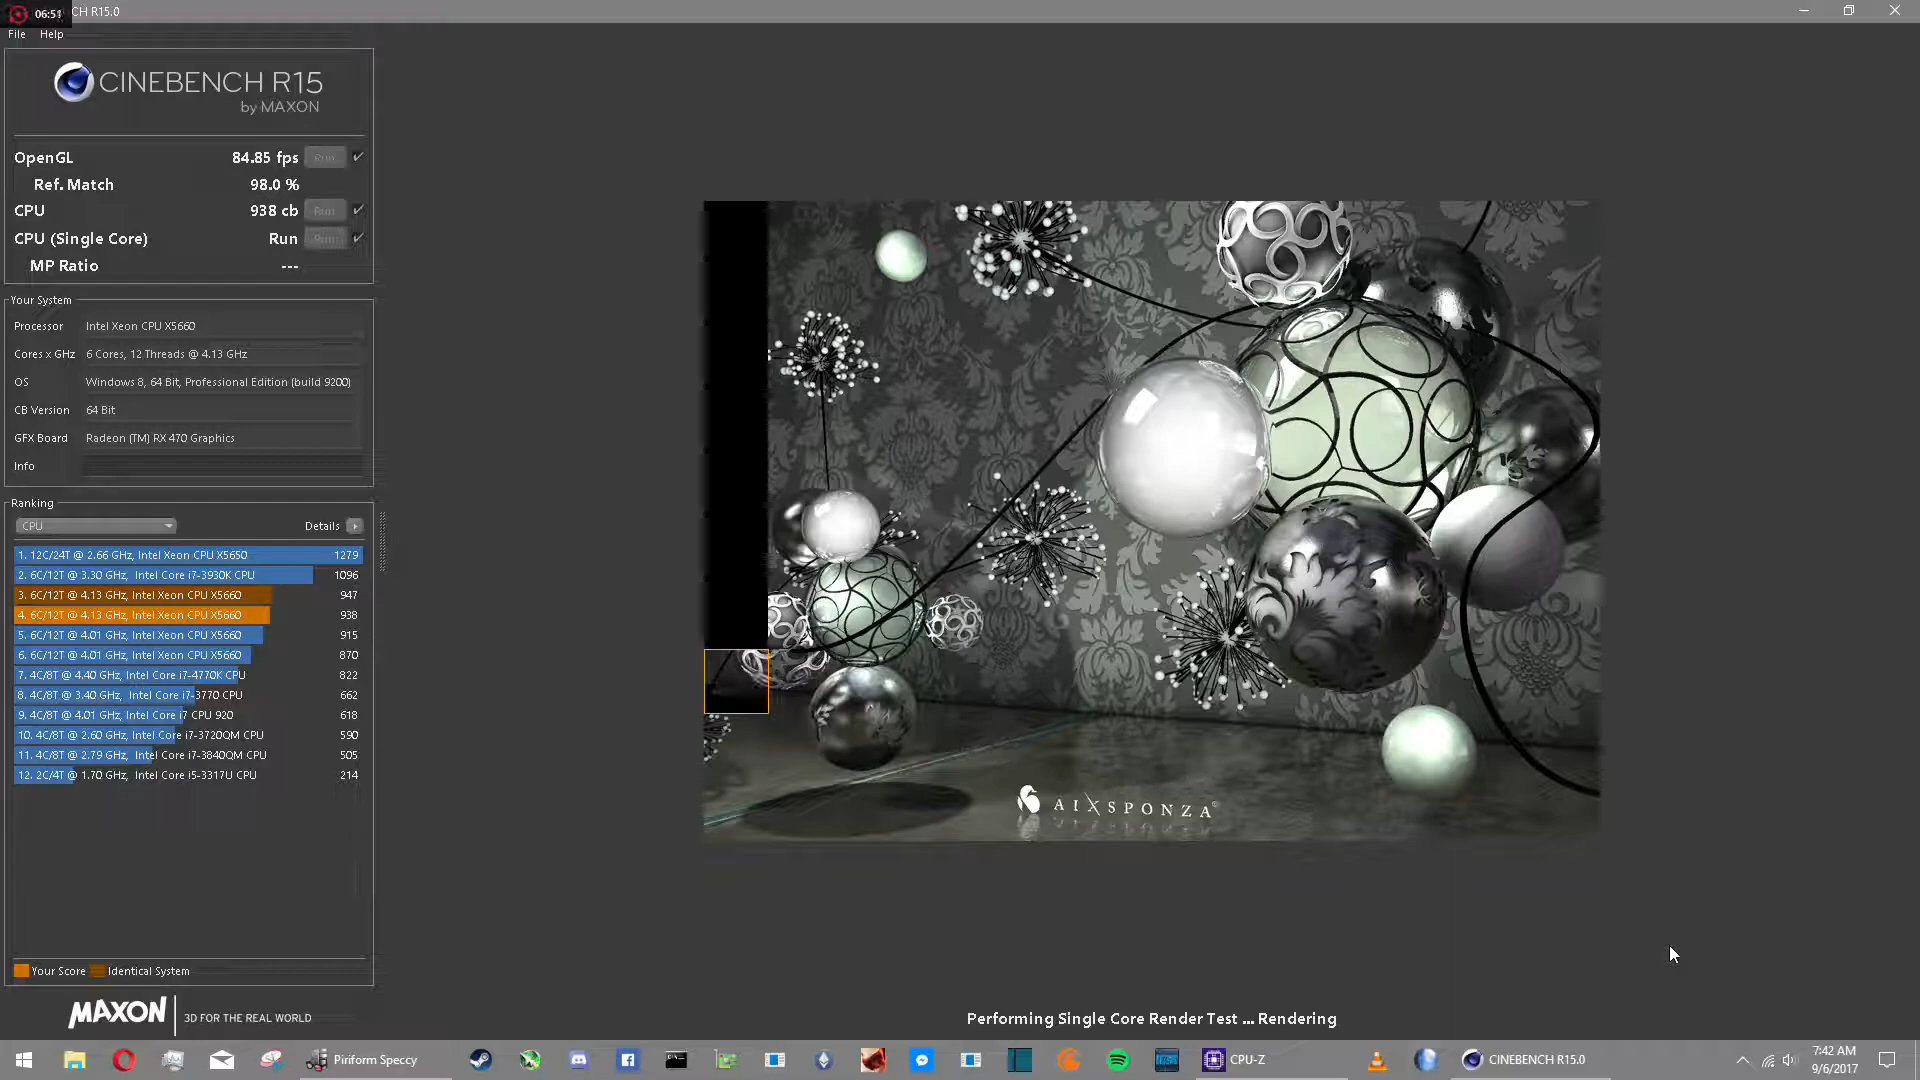 06:51
CH R15.0
File Help
CINEBENCH R15
by MAXON
OpenGL 84.85 fps Run
Ref. Match 98.0 %
CPU 938 cb Run
CPU (Single Core) Run Run
MP Ratio ---
Your System
Processor Intel Xeon CPU X5660
Cores x GHz 6 Cores, 12 Threads @ 4.13 GHz
OS Windows 8, 64 Bit, Professional Edition (build 9200)
CB Version 64 Bit
GFX Board Radeon (TM) RX 470 Graphics
Info
Ranking
CPU Details
1. 12C/24T @ 2.66 GHz, Intel Xeon CPU X5650 1279
2. 6C/12T @ 3.30 GHz, Intel Core i7-3930K CPU 1096
3. 6C/12T @ 4.13 GHz, Intel Xeon CPU X5660 947
4. 6C/12T @ 4.13 GHz, Intel Xeon CPU X5660 938
5. 6C/12T @ 4.01 GHz, Intel Xeon CPU X5660 915
6. 6C/12T @ 4.01 GHz, Intel Xeon CPU X5660 870
7. 4C/8T @ 4.40 GHz, Intel Core i7-4770K CPU 822
8. 4C/8T @ 3.40 GHz, Intel Core i7-3770 CPU 662
9. 4C/8T @ 4.01 GHz, Intel Core i7 CPU 920 618
10. 4C/8T @ 2.60 GHz, Intel Core i7-3720QM CPU 590
11. 4C/8T @ 2.79 GHz, Intel Core i7-3840QM CPU 505
12. 2C/4T @ 1.70 GHz, Intel Core i5-3317U CPU 214
Your Score Identical System
MAXON 3D FOR THE REAL WORLD
AIXSPONZA®
Performing Single Core Render Test ... Rendering
Piriform Speccy CPU-Z CINEBENCH R15.0
7:42 AM
9/6/2017